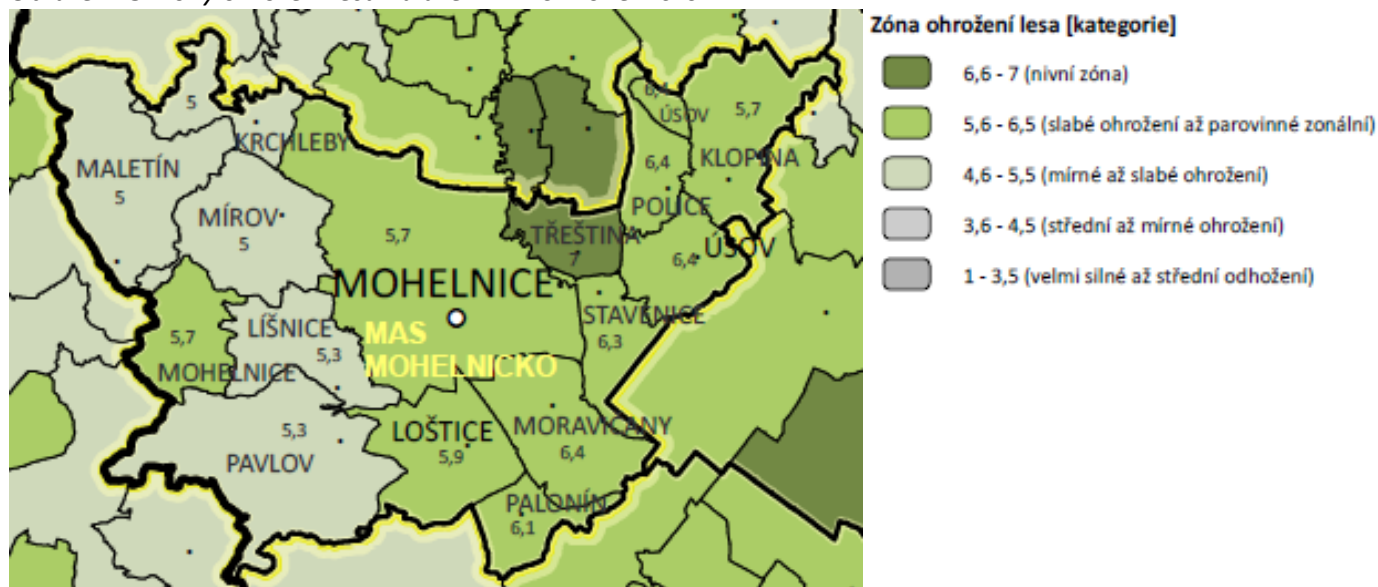 Zóna ohrožení lesa [kategorie]
6,6 - 7 (nivní zóna)
5,6 - 6,5 (slabé ohrožení až parovinné zonální)
4,6 - 5,5 (mírné až slabé ohrožení)
3,6 - 4,5 (střední až mírné ohrožení)
1 - 3,5 (velmi silné až střední odhožení)
5
KRCHLEBY
MALETÍN
5
MÍROV
5
5,7
MOHELNICE
MAS
MOHELNICKO
6,4
ÚSOV
5,7
KLOPINA
6,4
POLICE
TŘEŠTINA
7
ÚSOV
6,4
STAVENICE
6,3
LÍŠNICE
5,3
5,7
MOHELNICE
5,3
PAVLOV
LOŠTICE
5,9
MORAVIČANY
6,4
PALONÍN
6,1